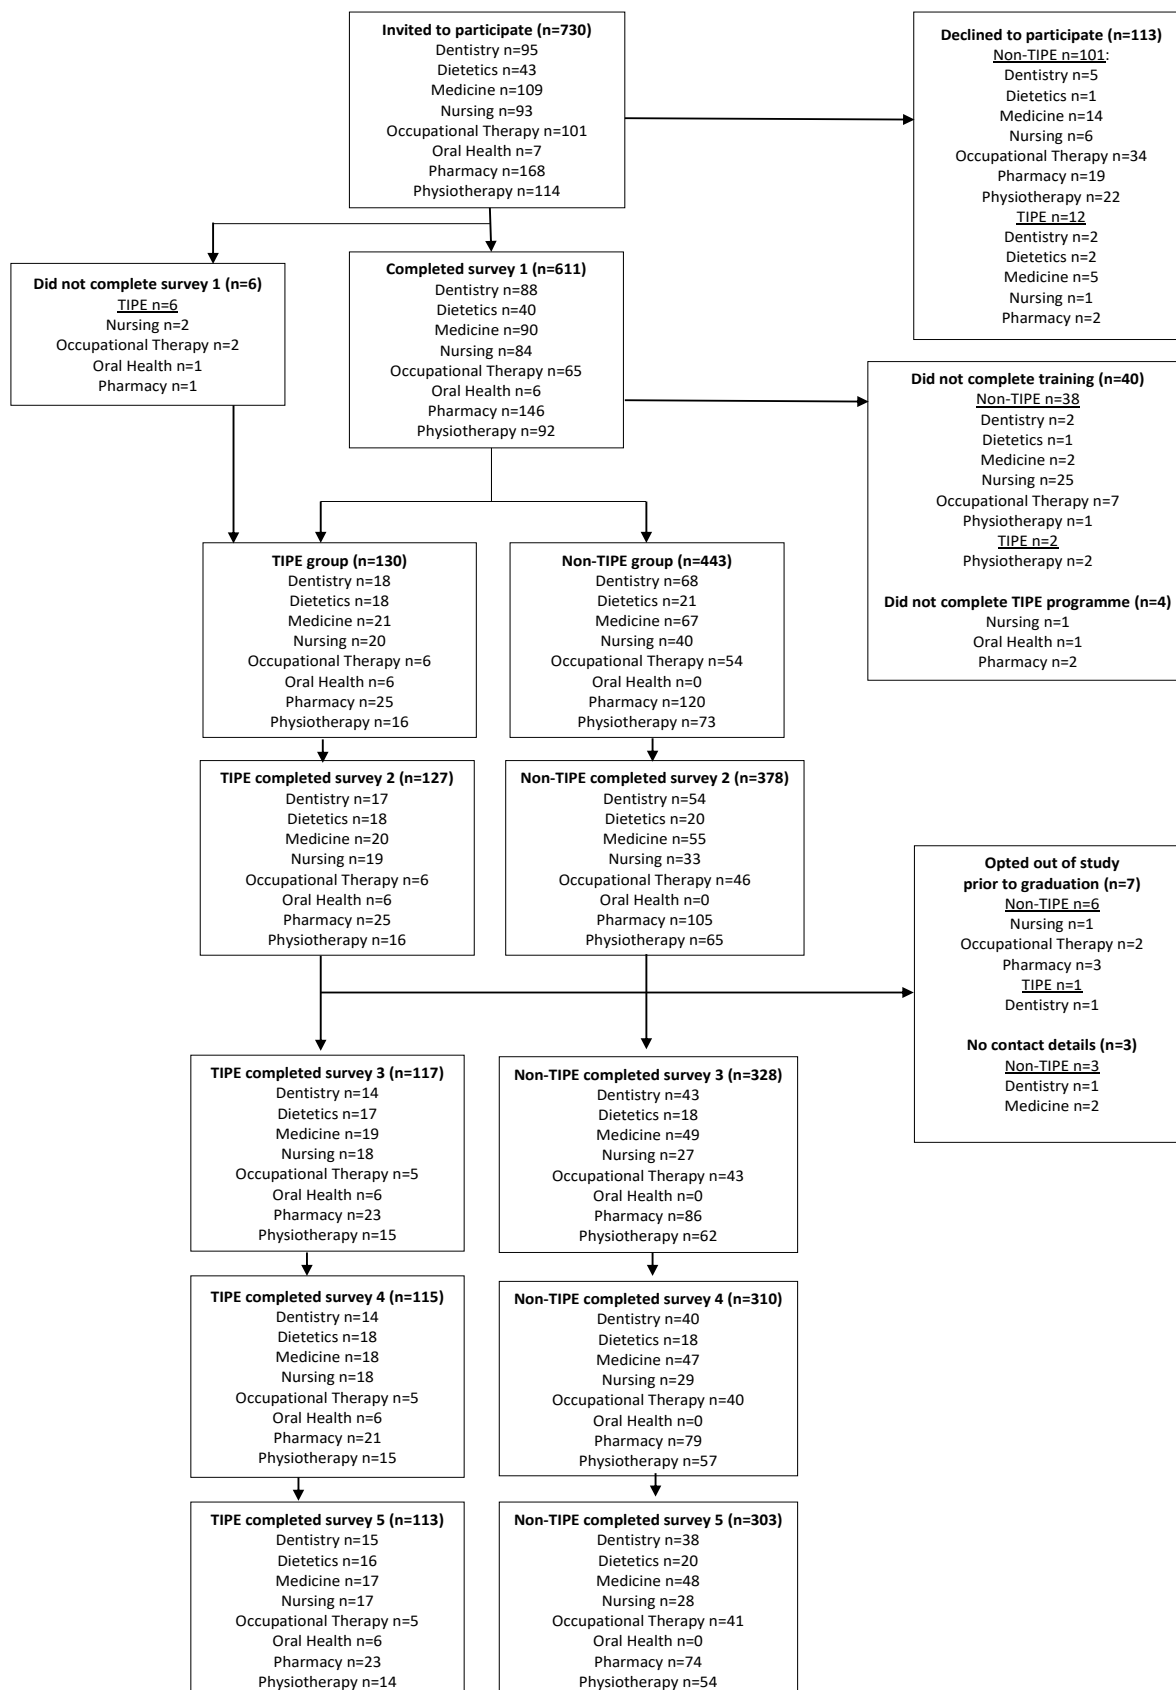 Invited to participate (n=730)
Dentistry n=95
Dietetics n=43
Medicine n=109
Nursing n=93
Occupational Therapy n=101
Oral Health n=7
Pharmacy n=168
Physiotherapy n=114
Declined to participate (n=113)
Non-TIPE n=101:
Dentistry n=5
Dietetics n=1
Medicine n=14
Nursing n=6
Occupational Therapy n=34
Pharmacy n=19
Physiotherapy n=22
TIPE n=12
Dentistry n=2
Dietetics n=2
Medicine n=5
Nursing n=1
Pharmacy n=2
Did not complete survey 1 (n=6)
TIPE n=6
Nursing n=2
Occupational Therapy n=2
Oral Health n=1
Pharmacy n=1
Completed survey 1 (n=611)
Dentistry n=88
Dietetics n=40
Medicine n=90
Nursing n=84
Occupational Therapy n=65
Oral Health n=6
Pharmacy n=146
Physiotherapy n=92
Did not complete training (n=40)
Non-TIPE n=38
Dentistry n=2
Dietetics n=1
Medicine n=2
Nursing n=25
Occupational Therapy n=7
Physiotherapy n=1
TIPE n=2
Physiotherapy n=2
Did not complete TIPE programme (n=4)
Nursing n=1
Oral Health n=1
Pharmacy n=2
TIPE group (n=130)
Dentistry n=18
Dietetics n=18
Medicine n=21
Nursing n=20
Occupational Therapy n=6
Oral Health n=6
Pharmacy n=25
Physiotherapy n=16
Non-TIPE group (n=443)
Dentistry n=68
Dietetics n=21
Medicine n=67
Nursing n=40
Occupational Therapy n=54
Oral Health n=0
Pharmacy n=120
Physiotherapy n=73
TIPE completed survey 2 (n=127)
Dentistry n=17
Dietetics n=18
Medicine n=20
Nursing n=19
Occupational Therapy n=6
Oral Health n=6
Pharmacy n=25
Physiotherapy n=16
Non-TIPE completed survey 2 (n=378)
Dentistry n=54
Dietetics n=20
Medicine n=55
Nursing n=33
Occupational Therapy n=46
Oral Health n=0
Pharmacy n=105
Physiotherapy n=65
Opted out of study
prior to graduation (n=7)
Non-TIPE n=6
Nursing n=1
Occupational Therapy n=2
Pharmacy n=3
TIPE n=1
Dentistry n=1
No contact details (n=3)
Non-TIPE n=3
Dentistry n=1
Medicine n=2
TIPE completed survey 3 (n=117)
Dentistry n=14
Dietetics n=17
Medicine n=19
Nursing n=18
Occupational Therapy n=5
Oral Health n=6
Pharmacy n=23
Physiotherapy n=15
Non-TIPE completed survey 3 (n=328)
Dentistry n=43
Dietetics n=18
Medicine n=49
Nursing n=27
Occupational Therapy n=43
Oral Health n=0
Pharmacy n=86
Physiotherapy n=62
TIPE completed survey 4 (n=115)
Dentistry n=14
Dietetics n=18
Medicine n=18
Nursing n=18
Occupational Therapy n=5
Oral Health n=6
Pharmacy n=21
Physiotherapy n=15
Non-TIPE completed survey 4 (n=310)
Dentistry n=40
Dietetics n=18
Medicine n=47
Nursing n=29
Occupational Therapy n=40
Oral Health n=0
Pharmacy n=79
Physiotherapy n=57
TIPE completed survey 5 (n=113)
Dentistry n=15
Dietetics n=16
Medicine n=17
Nursing n=17
Occupational Therapy n=5
Oral Health n=6
Pharmacy n=23
Physiotherapy n=14
Non-TIPE completed survey 5 (n=303)
Dentistry n=38
Dietetics n=20
Medicine n=48
Nursing n=28
Occupational Therapy n=41
Oral Health n=0
Pharmacy n=74
Physiotherapy n=54